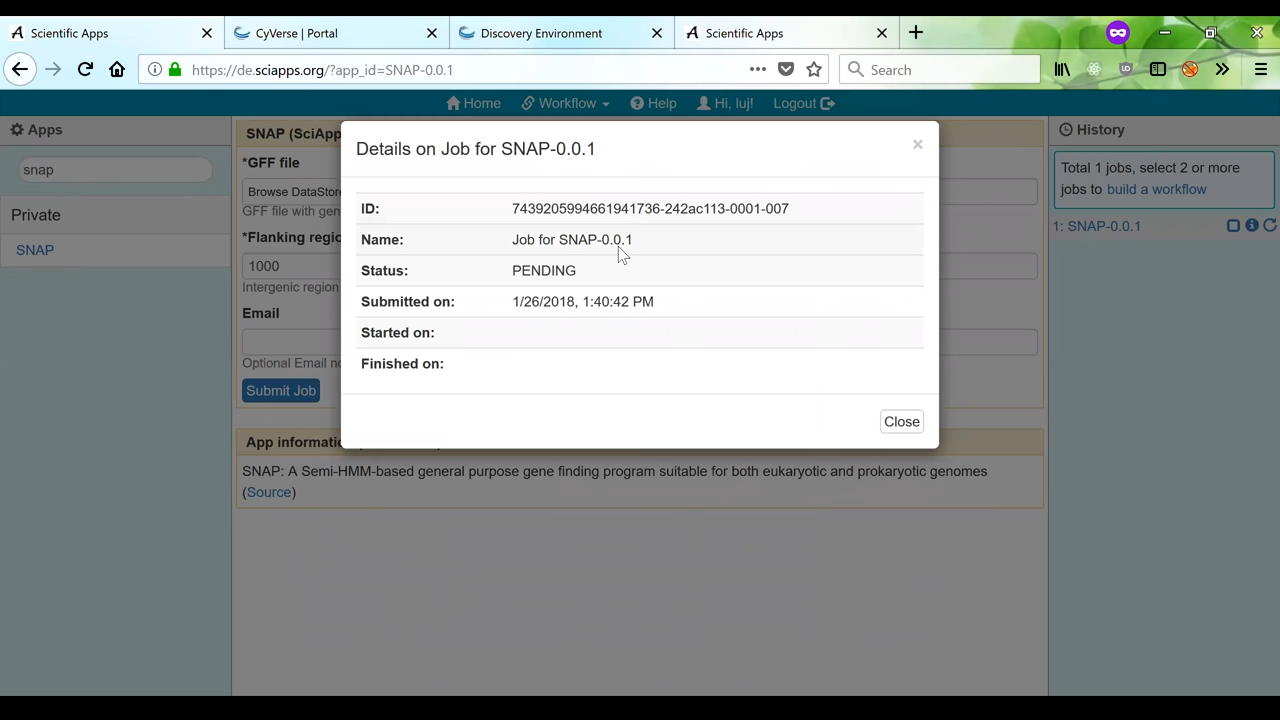 Scientific Apps
CyVerse | Portal
Discovery Environment
Scientific Apps
https://de.sciapps.org/?app_id=SNAP-0.0.1
Search
Home
Workflow
Help
Hi, luj!
Logout
Apps
snap
Private
SNAP
SNAP (SciApp
*GFF file
Browse DataStore
GFF file with gen
*Flanking regio
1000
Intergenic region
Email
Optional Email no
Submit Job
App informati
SNAP: A Semi-HMM-based general purpose gene finding program suitable for both eukaryotic and prokaryotic genomes
(Source)
Details on Job for SNAP-0.0.1
×
ID: 7439205994661941736-242ac113-0001-007
Name: Job for SNAP-0.0.1
Status: PENDING
Submitted on: 1/26/2018, 1:40:42 PM
Started on:
Finished on:
Close
History
Total 1 jobs, select 2 or more
jobs to build a workflow
1: SNAP-0.0.1